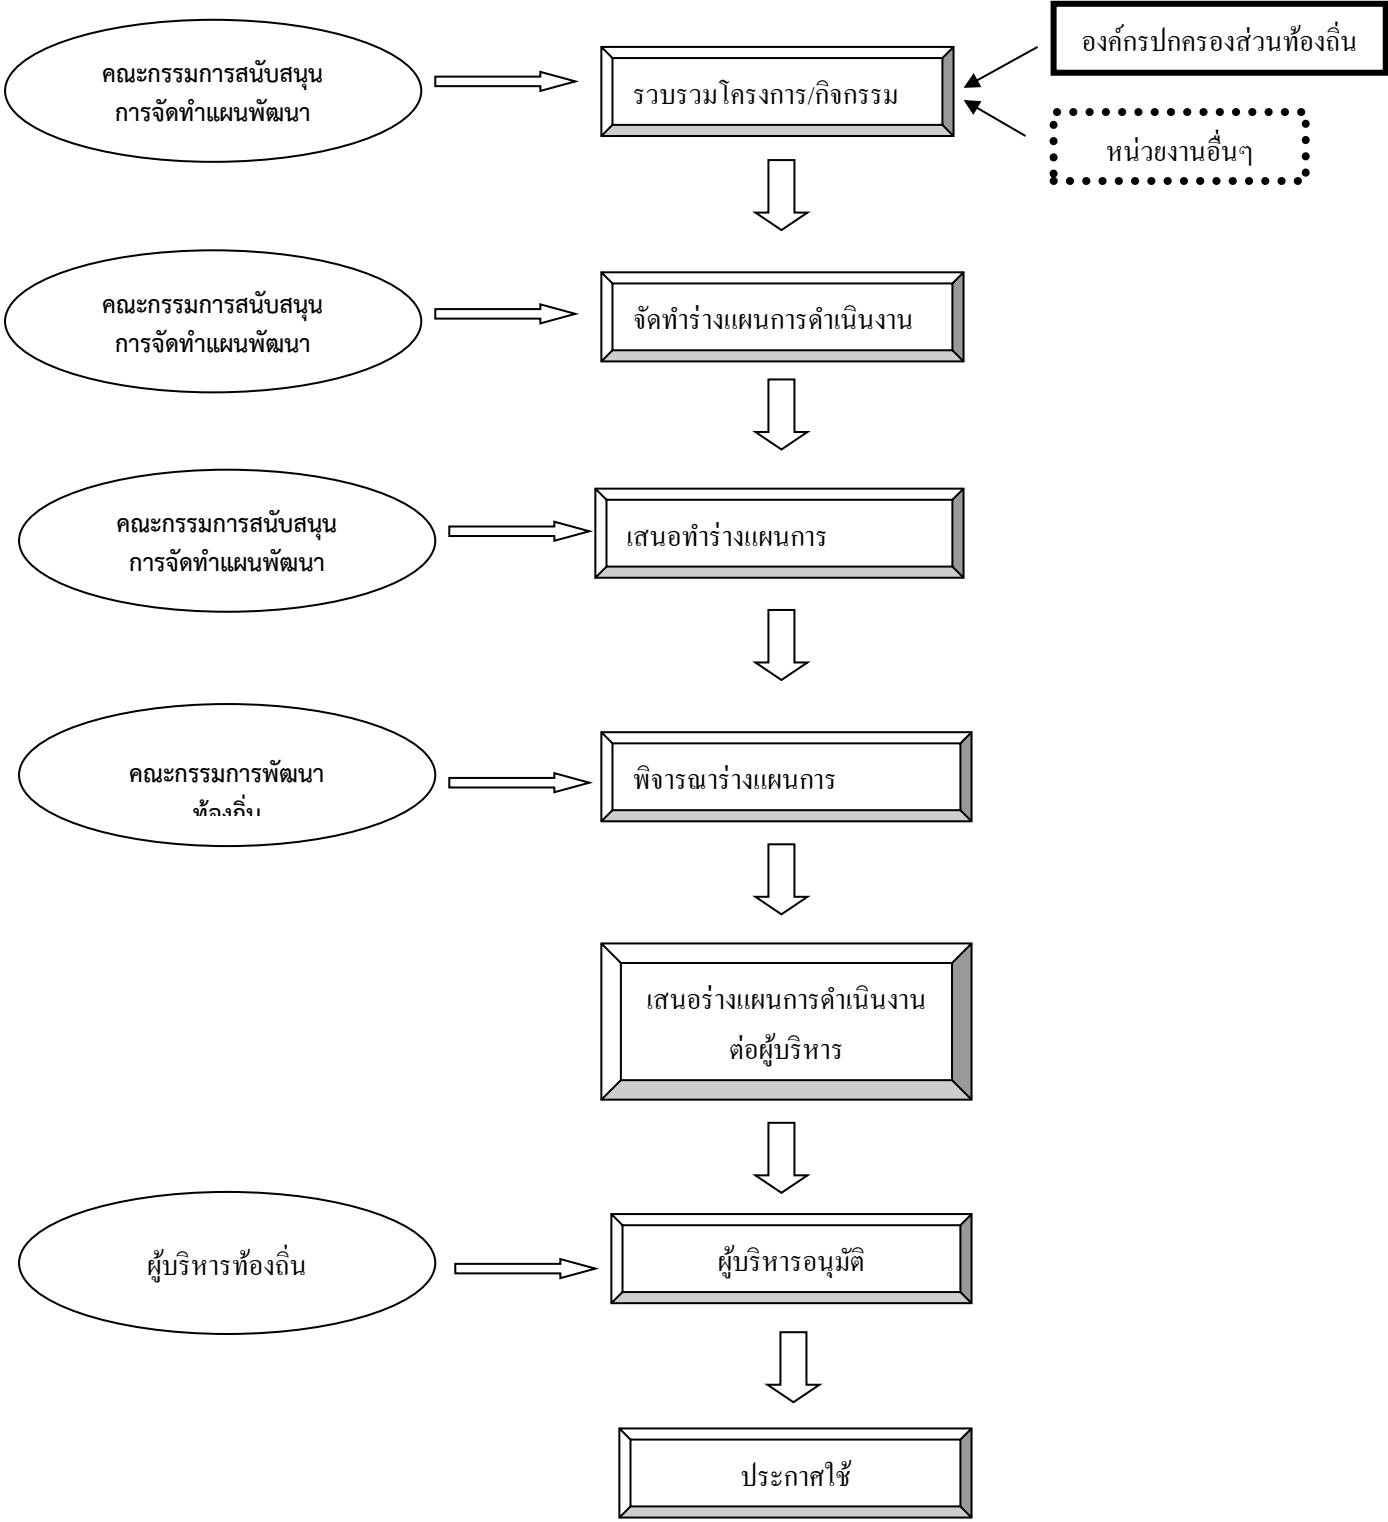 องค์กรปกครองส่วนท้องถิ่น
คณะกรรมการสนับสนุน
การจัดทำแผนพัฒนา
รวบรวมโครงการ/กิจกรรม
หน่วยงานอื่นๆ
คณะกรรมการสนับสนุน
การจัดทำแผนพัฒนา
จัดทำร่างแผนการดำเนินงาน
คณะกรรมการสนับสนุน
การจัดทำแผนพัฒนา
เสนอทำร่างแผนการ
คณะกรรมการพัฒนา
ท้องถิ่น
พิจารณาร่างแผนการ
เสนอร่างแผนการดำเนินงาน
ต่อผู้บริหาร
ผู้บริหารท้องถิ่น
ผู้บริหารอนุมัติ
ประกาศใช้